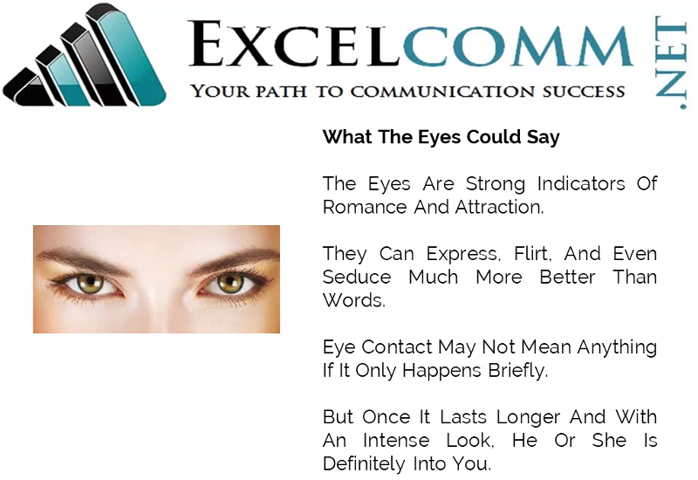 EXCELCOMM
.NET
YOUR PATH TO COMMUNICATION SUCCESS
What The Eyes Could Say
The Eyes Are Strong Indicators Of
Romance And Attraction.
They Can Express, Flirt, And Even
Seduce Much More Better Than
Words.
Eye Contact May Not Mean Anything
If It Only Happens Briefly.
But Once It Lasts Longer And With
An Intense Look, He Or She Is
Definitely Into You.